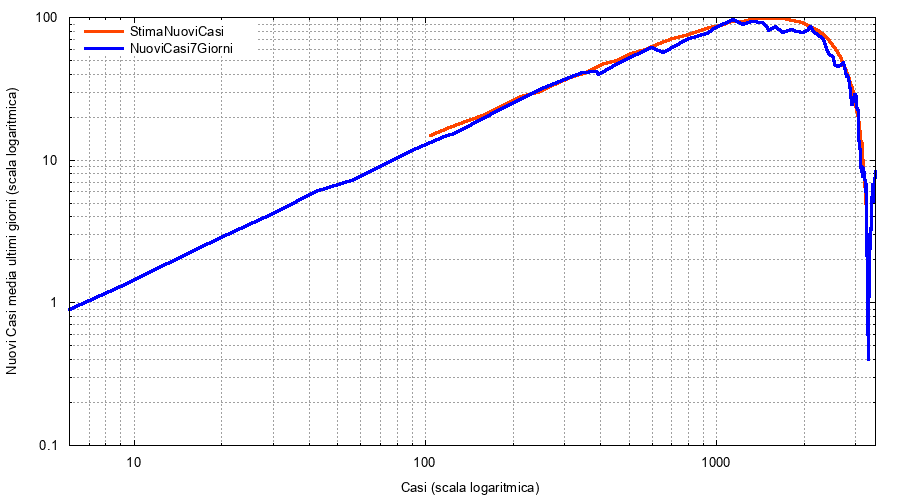 100
StimaNuoviCasi
NuoviCasi7Giorni
10
1
0.1
Nuovi Casi media ultimi giorni (scala logaritmica)
10
100
1000
Casi (scala logaritmica)